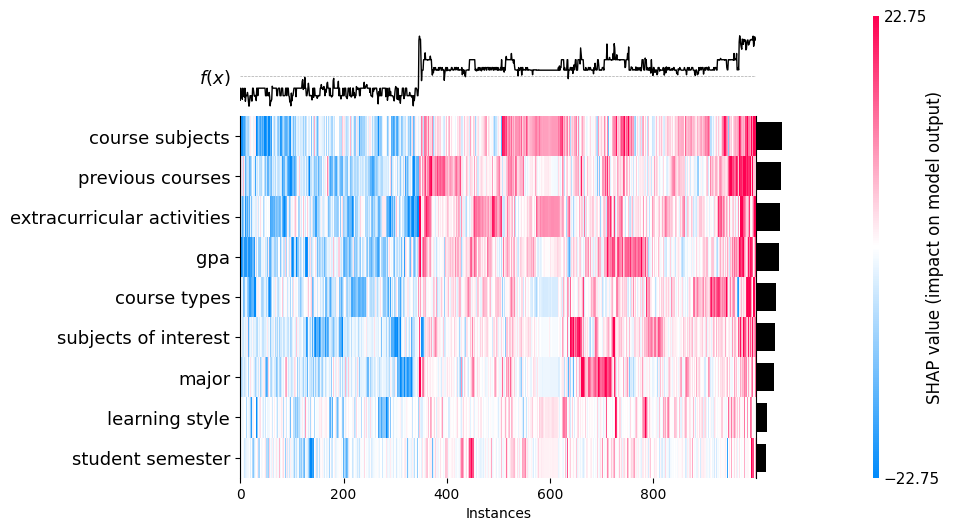 22.75
f(x)
course subjects
previous courses
extracurricular activities
gpa
course types
subjects of interest
major
learning style
student semester
0 200 400 600 800
Instances
SHAP value (impact on model output)
−22.75